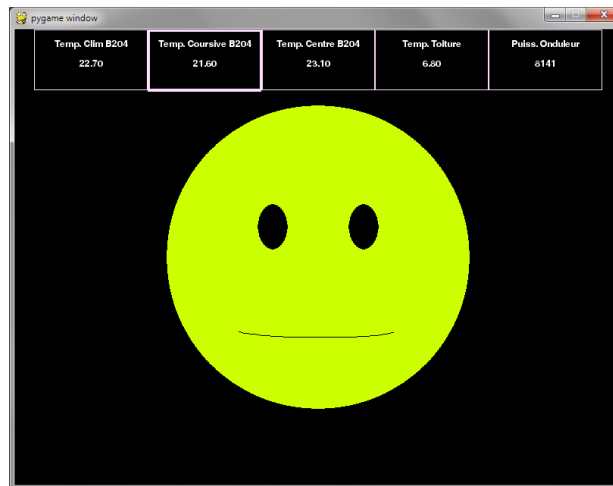 pygame window
Temp. Clim B204 Temp. Coursive B204 Temp. Centre B204 Temp. Toiture Puiss. Onduleur
22.70 21.60 23.10 6.80 8141